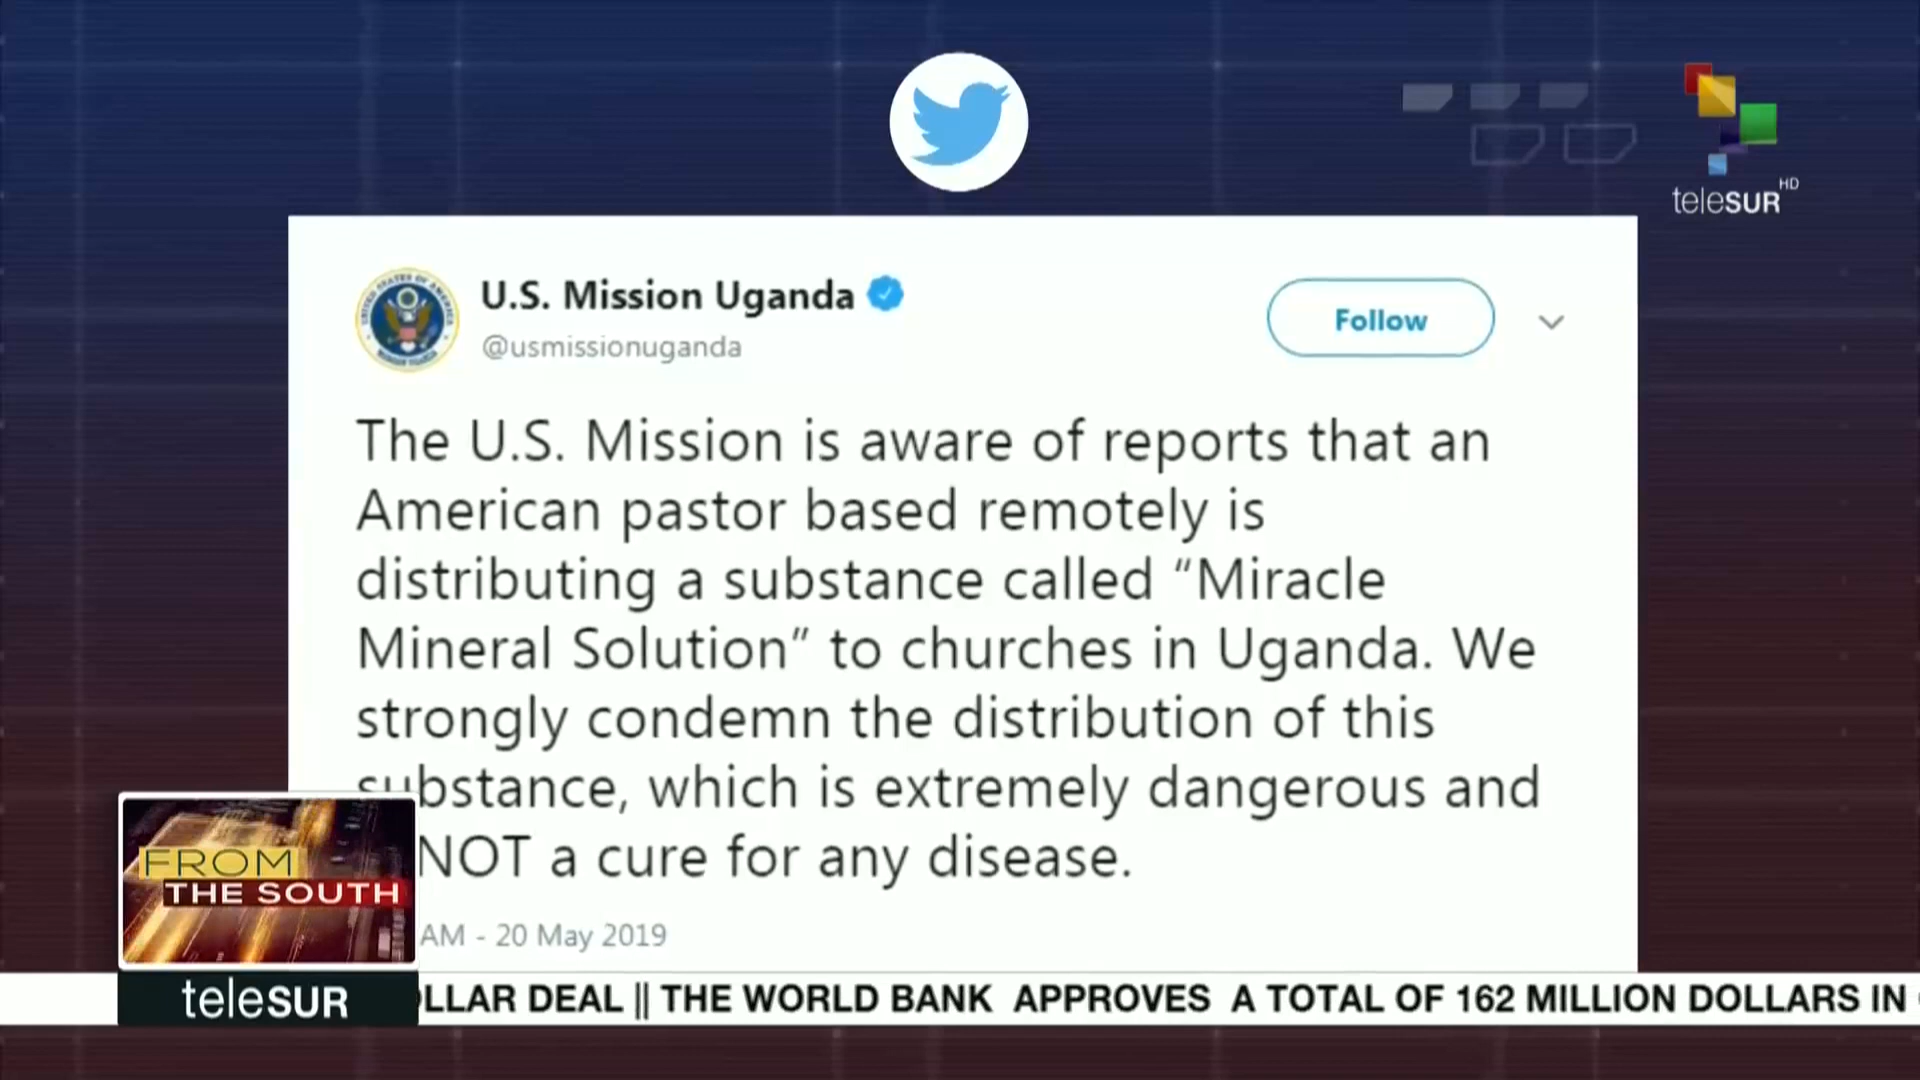 teleSUR HD
U.S. Mission Uganda
@usmissionuganda
Follow
The U.S. Mission is aware of reports that an
American pastor based remotely is
distributing a substance called “Miracle
Mineral Solution” to churches in Uganda. We
strongly condemn the distribution of this
substance, which is extremely dangerous and
NOT a cure for any disease.
AM - 20 May 2019
FROM
THE SOUTH
teleSUR
LLAR DEAL || THE WORLD BANK APPROVES A TOTAL OF 162 MILLION DOLLARS IN